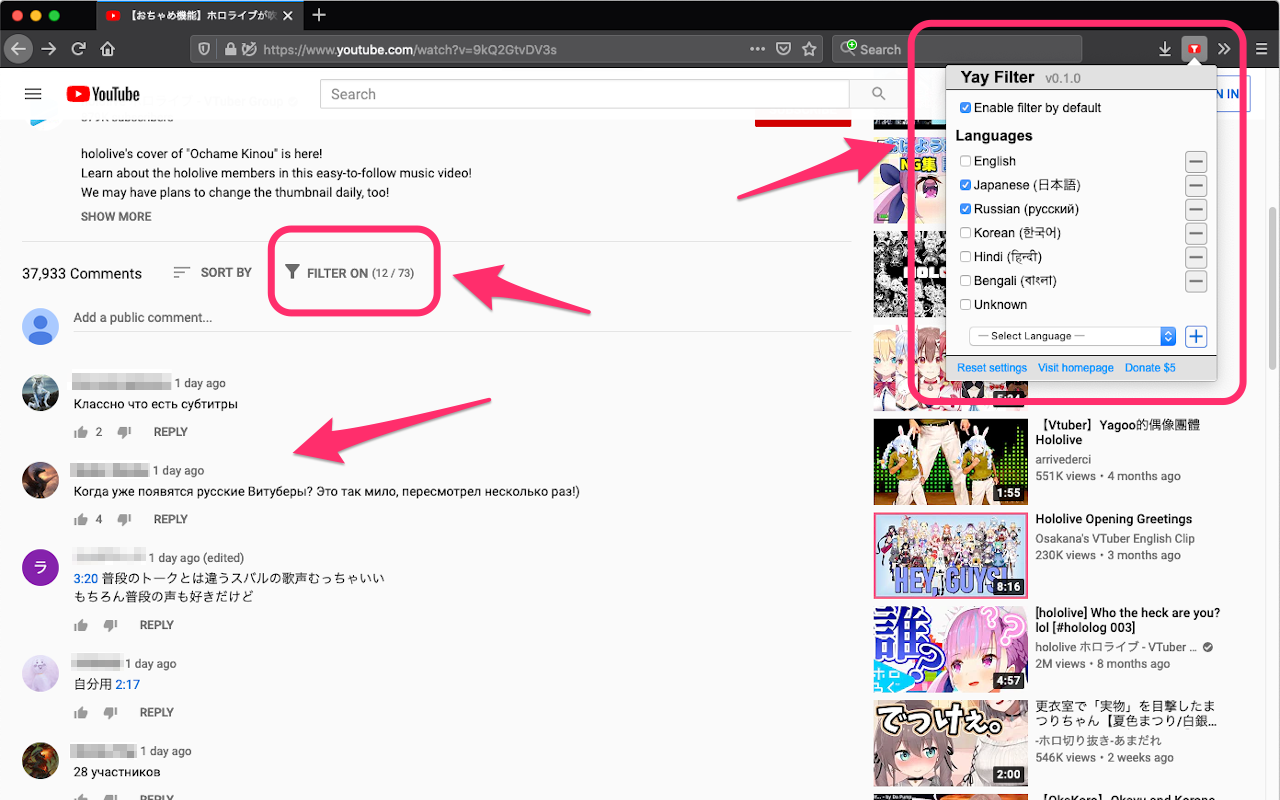 【おちゃめ機能】ホロライブが吹
https://www.youtube.com/watch?v=9kQ2GtvDV3s
Search
YouTube
Search
hololive's cover of "Ochame Kinou" is here!
Learn about the hololive members in this easy-to-follow music video!
We may have plans to change the thumbnail daily, too!
SHOW MORE
37,933 Comments
SORT BY
FILTER ON (12 / 73)
Add a public comment...
1 day ago
Классно что есть субтитры
2
REPLY
1 day ago
Когда уже появятся русские Витуберы? Это так мило, пересмотрел несколько раз!)
4
REPLY
ラ
1 day ago (edited)
3:20 普段のトークとは違うスバルの歌声むっちゃいい
もちろん普段の声も好きだけど
REPLY
1 day ago
自分用 2:17
REPLY
1 day ago
28 участников
REPLY
Yay Filter v0.1.0
Enable filter by default
Languages
English
Japanese (日本語)
Russian (русский)
Korean (한국어)
Hindi (हिन्दी)
Bengali (বাংলা)
Unknown
— Select Language —
Reset settings
Visit homepage
Donate $5
N IN
NG集
【Vtuber】Yagoo的偶像團體
Hololive
arrivederci
551K views • 4 months ago
1:55
Hololive Opening Greetings
Osakana's VTuber English Clip
230K views • 3 months ago
HEY, GUYS!
8:16
[hololive] Who the heck are you?
lol [#hololog 003]
hololive ホロライブ - VTuber ...
2M views • 8 months ago
誰?
4:57
更衣室で「実物」を目撃したま
つりちゃん【夏色まつり/白銀...
-ホロ切り抜き-あまだれ
546K views • 2 weeks ago
でっけぇ。
2:00